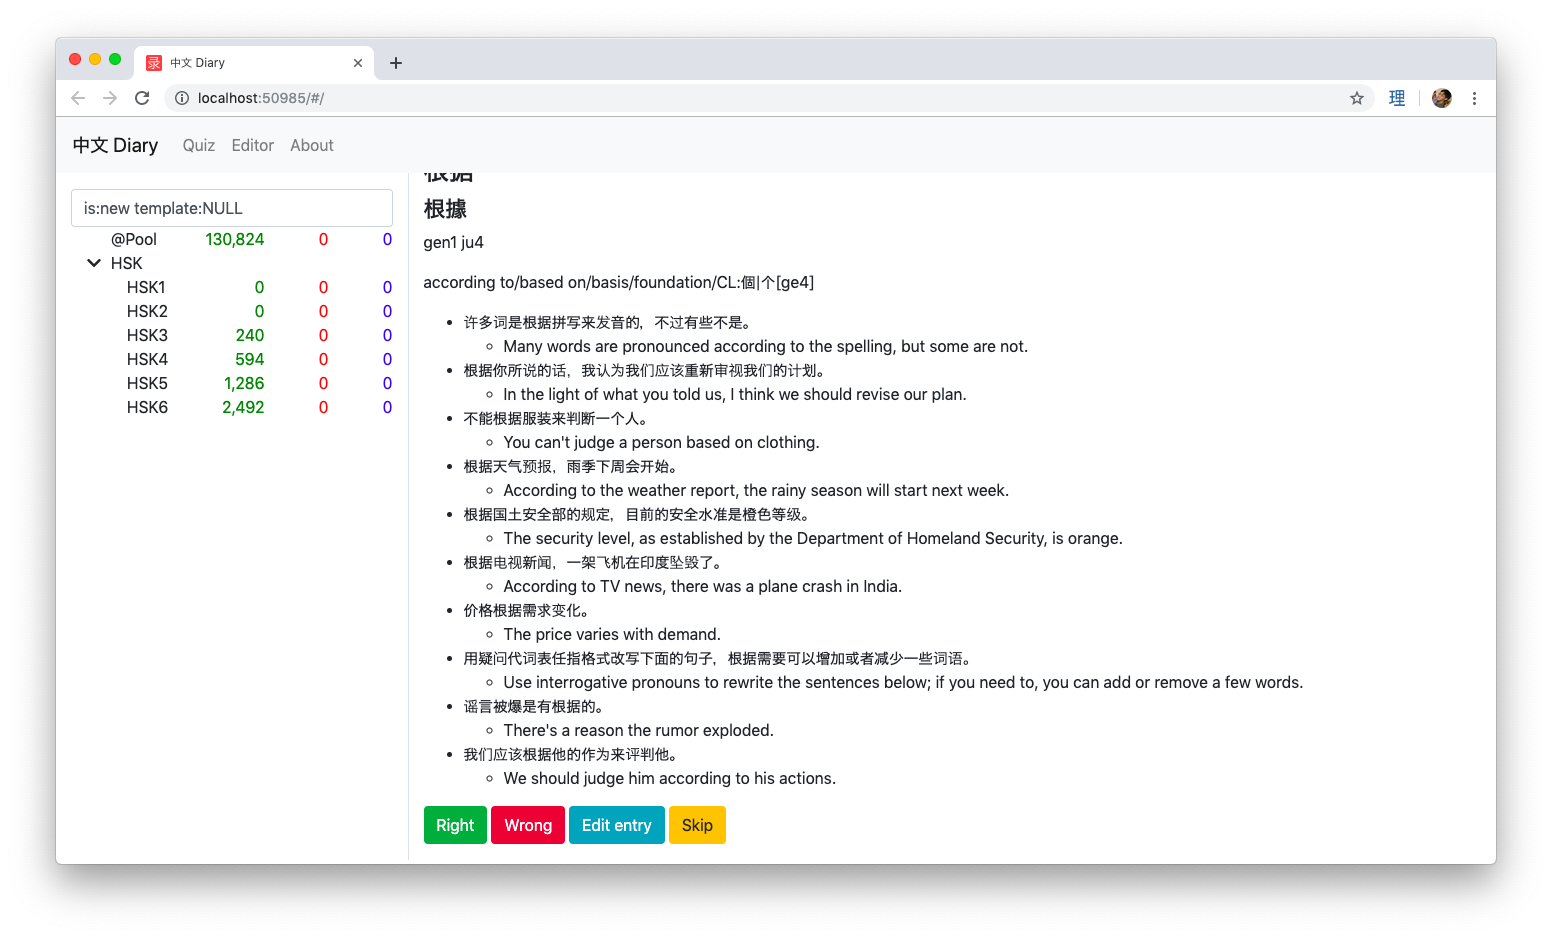 录 中文 Diary
localhost:50985/#/
理
中文 Diary Quiz Editor About
is:new template:NULL
@Pool 130,824 0 0
HSK
HSK1 0 0 0
HSK2 0 0 0
HSK3 240 0 0
HSK4 594 0 0
HSK5 1,286 0 0
HSK6 2,492 0 0
根据
根據
gen1 ju4
according to/based on/basis/foundation/CL:個|个[ge4]
许多词是根据拼写来发音的，不过有些不是。
Many words are pronounced according to the spelling, but some are not.
根据你所说的话，我认为我们应该重新审视我们的计划。
In the light of what you told us, I think we should revise our plan.
不能根据服装来判断一个人。
You can't judge a person based on clothing.
根据天气预报，雨季下周会开始。
According to the weather report, the rainy season will start next week.
根据国土安全部的规定，目前的安全水准是橙色等级。
The security level, as established by the Department of Homeland Security, is orange.
根据电视新闻，一架飞机在印度坠毁了。
According to TV news, there was a plane crash in India.
价格根据需求变化。
The price varies with demand.
用疑问代词表任指格式改写下面的句子，根据需要可以增加或者减少一些词语。
Use interrogative pronouns to rewrite the sentences below; if you need to, you can add or remove a few words.
谣言被爆是有根据的。
There's a reason the rumor exploded.
我们应该根据他的作为来评判他。
We should judge him according to his actions.
Right Wrong Edit entry Skip